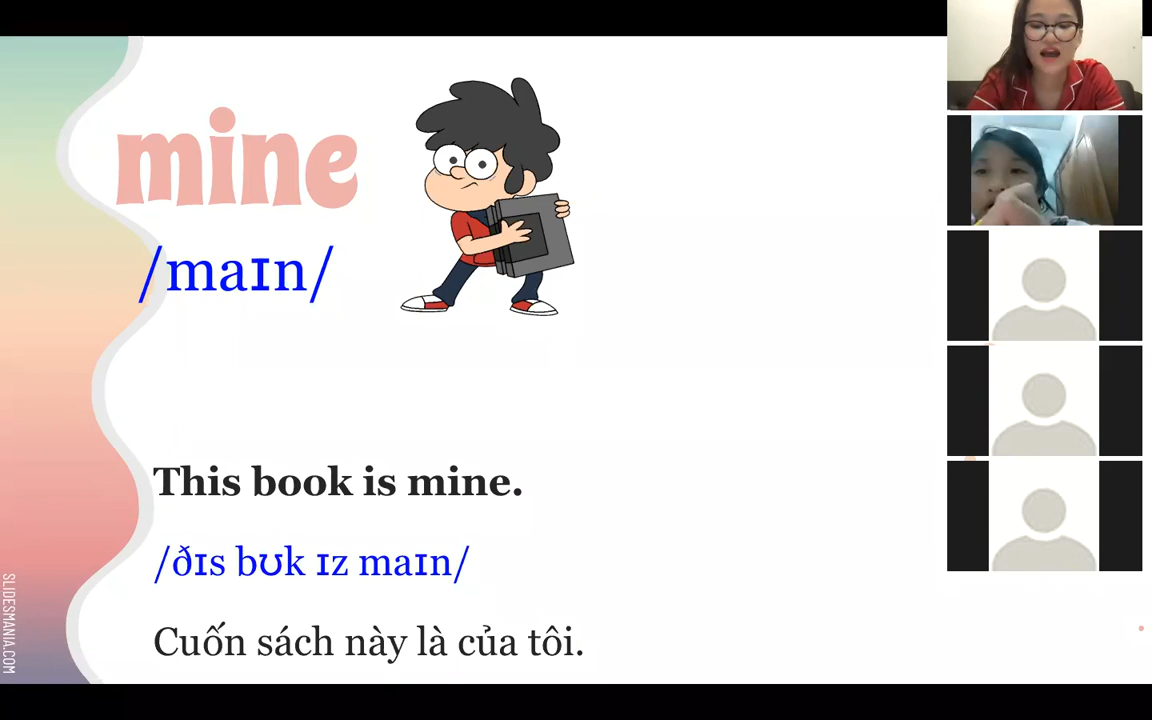 mine
/maɪn/
This book is mine.
/ðɪs bʊk ɪz maɪn/
Cuốn sách này là của tôi.
SLIDESMANIA.COM